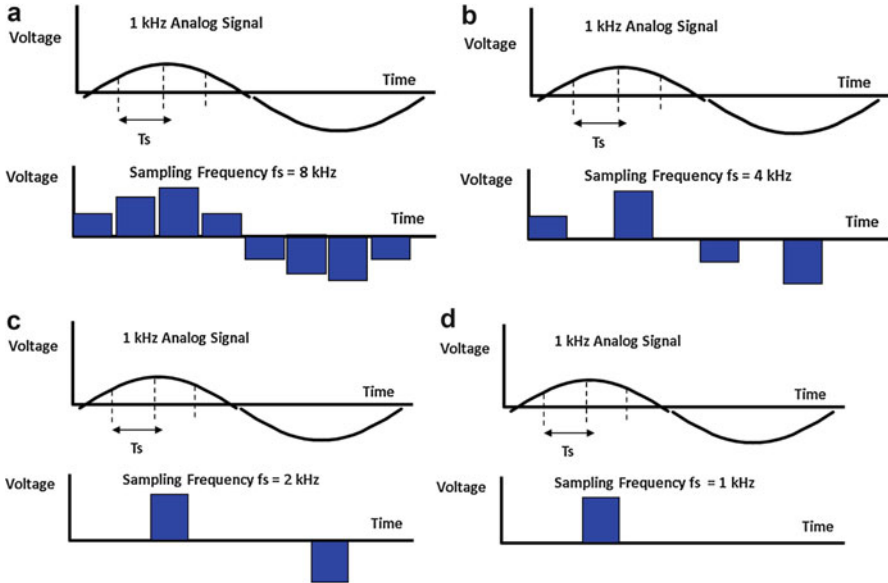 a
1 kHz Analog Signal
Voltage
Time
Ts
Voltage
Sampling Frequency fs = 8 kHz
Time
b
1 kHz Analog Signal
Voltage
Time
Ts
Voltage
Sampling Frequency fs = 4 kHz
Time
c
1 kHz Analog Signal
Voltage
Time
Ts
Voltage
Sampling Frequency fs = 2 kHz
Time
d
1 kHz Analog Signal
Voltage
Time
Ts
Voltage
Sampling Frequency fs = 1 kHz
Time